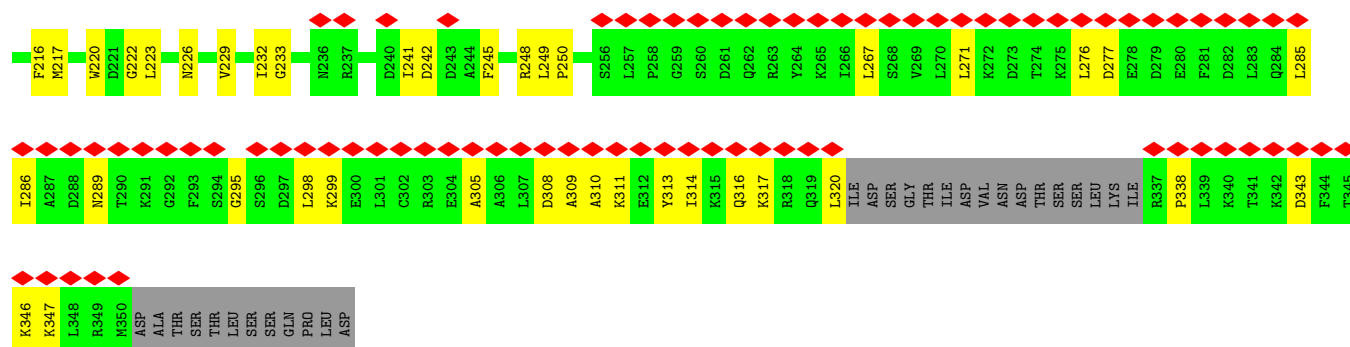 F216 M217 W220 D221 G222 L223 N226 V229 I232 G233 N236 R237 D240 I241 D242 D243 A244 F245 R248 L249 P250 S256 L257 P258 G259 S260 D261 Q262 R263 Y264 K265 I266 L267 S268 V269 L270 L271 K272 D273 T274 K275 L276 D277 E278 D279 E280 F281 D282 L283 Q284 L285
I286 A287 D288 N289 T290 K291 G292 F293 S294 G295 S296 D297 L298 K299 E300 L301 C302 R303 E304 A305 A306 L307 D308 A309 A310 K311 E312 Y313 I314 K315 Q316 K317 R318 Q319 L320 ILE ASP SER GLY THR ILE ASP VAL ASN ASP THR SER SER LEU LYS ILE R337 P338 L339 K340 T341 K342 D343 F344 T345
K346 K347 L348 R349 M350 ASP ALA THR SER THR LEU SER SER GLN PRO LEU ASP